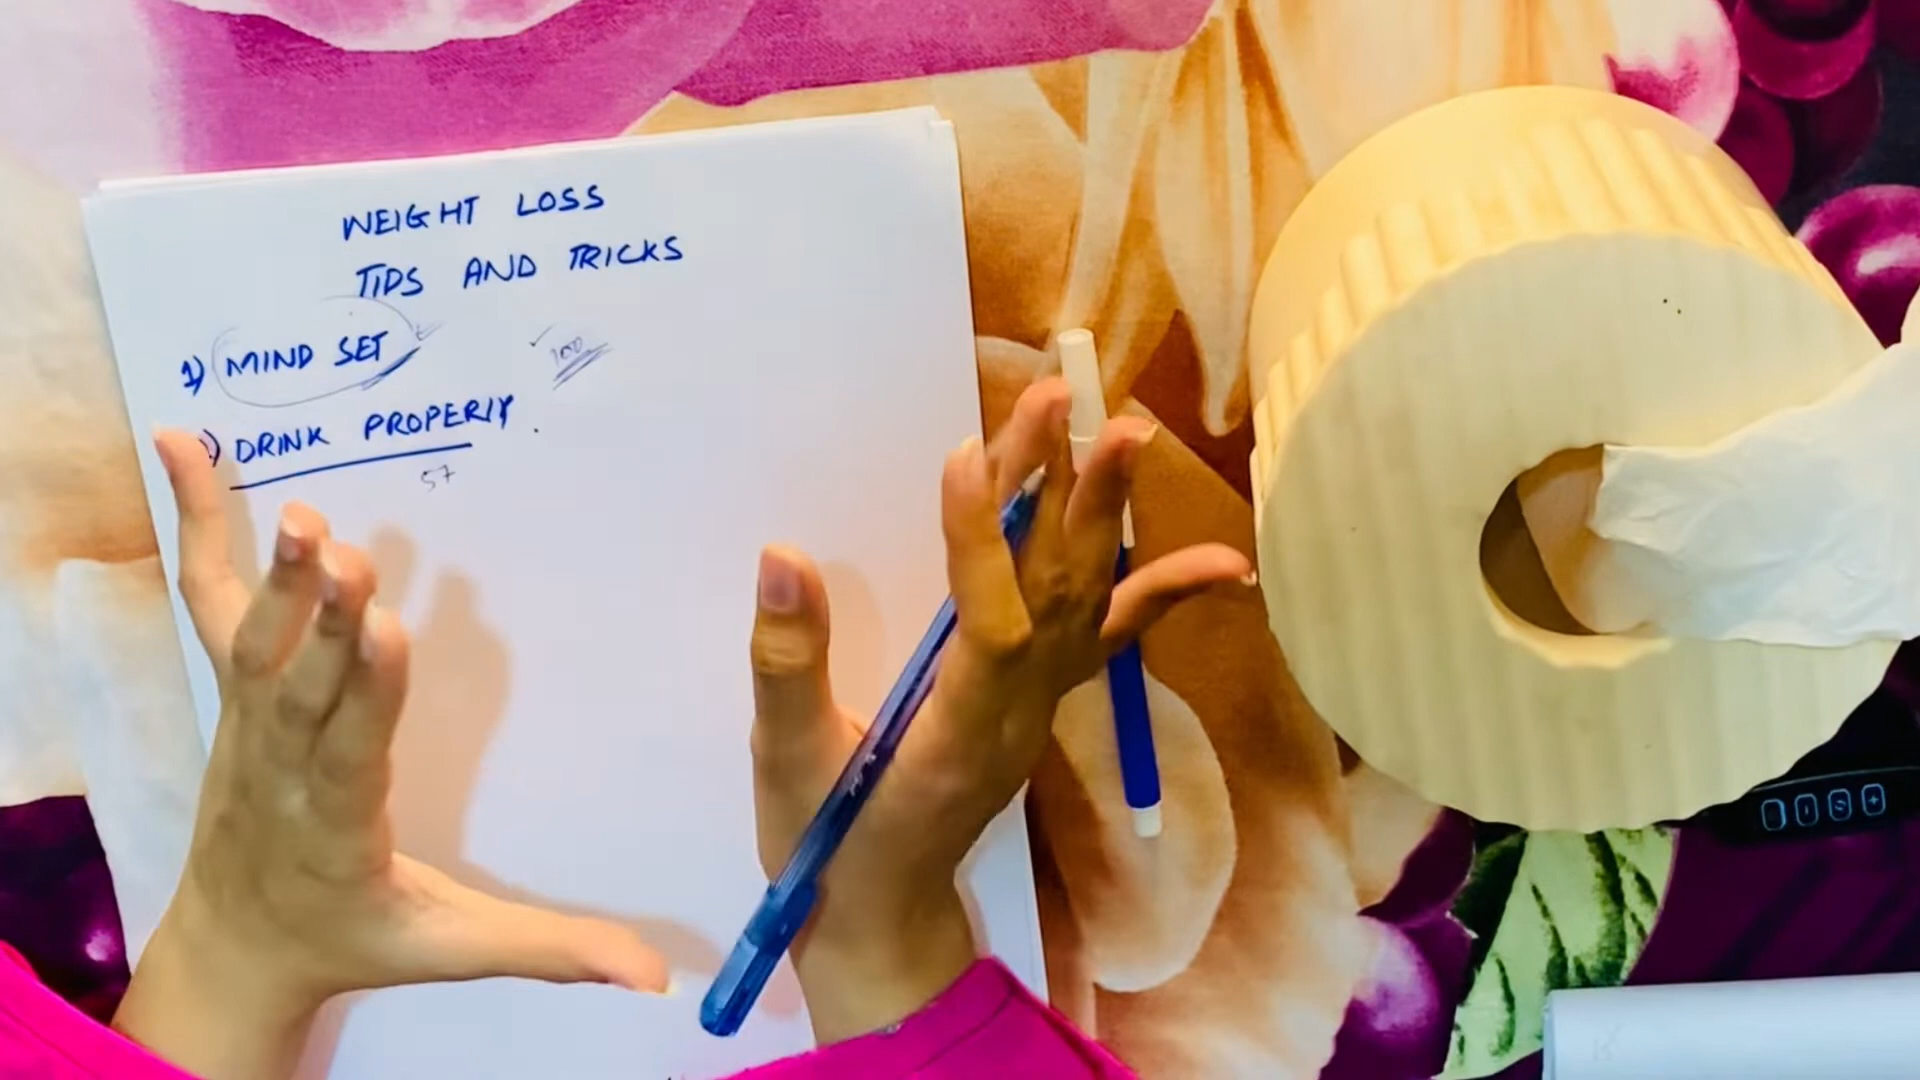 WEIGHT LOSS
TIPS AND TRICKS
1) MIND SET
100
) DRINK PROPERLY.
57